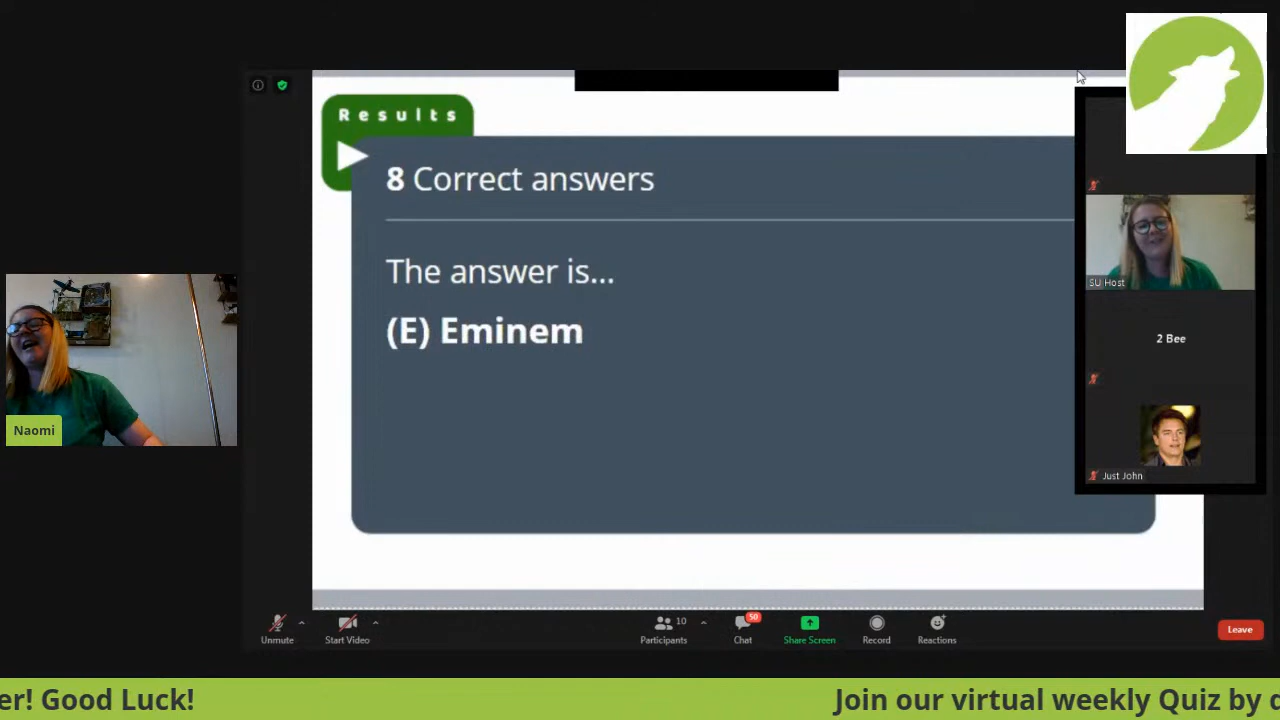 Results
8 Correct answers
The answer is...
(E) Eminem
Naomi
SU Host
2 Bee
Just John
Unmute
Start Video
10
Participants
50
Chat
Share Screen
Record
Reactions
Leave
er! Good Luck!
Join our virtual weekly Quiz by